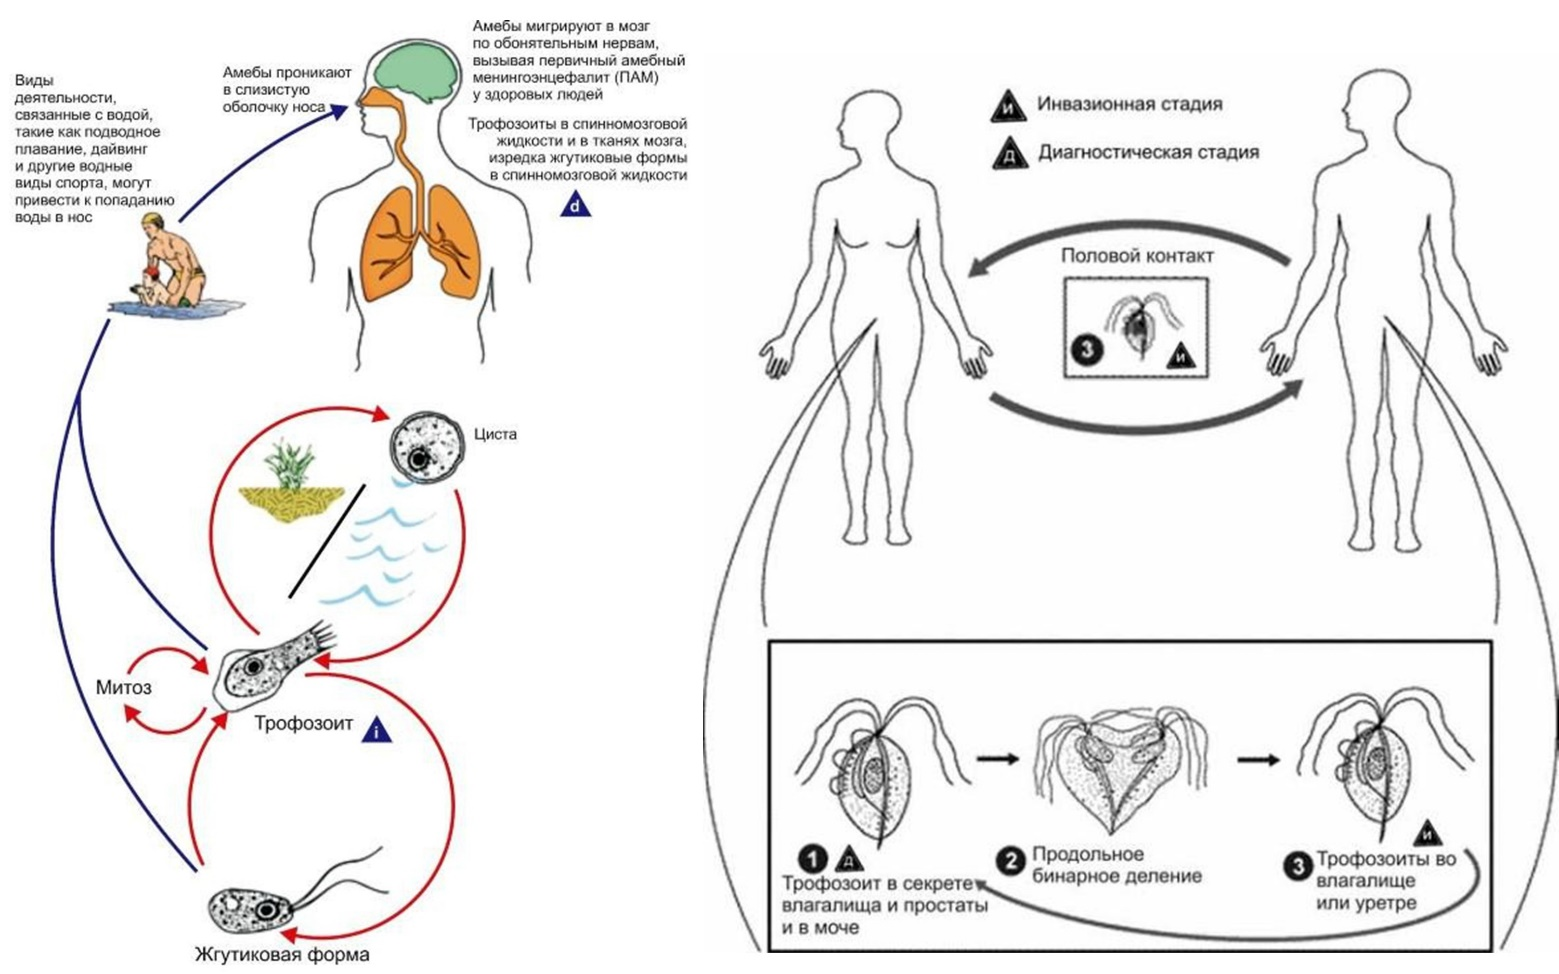 Виды
деятельности,
связанные с водой,
такие как подводное
плавание, дайвинг
и другие водные
виды спорта, могут
привести к попаданию
воды в нос
Амебы проникают
в слизистую
оболочку носа
Амебы мигрируют в мозг
по обонятельным нервам,
вызывая первичный амебный
менингоэнцефалит (ПАМ)
у здоровых людей
Трофозоиты в спинномозговой
жидкости и в тканях мозга,
изредка жгутиковые формы
в спинномозговой жидкости
d
Циста
Митоз
Трофозоит
i
Жгутиковая форма
И Инвазионная стадия
Д Диагностическая стадия
Половой контакт
3
И
1 Д
Трофозоит в секрете
влагалища и простаты
и в моче
2 Продольное
бинарное деление
И
3 Трофозоиты во
влагалище
или уретре